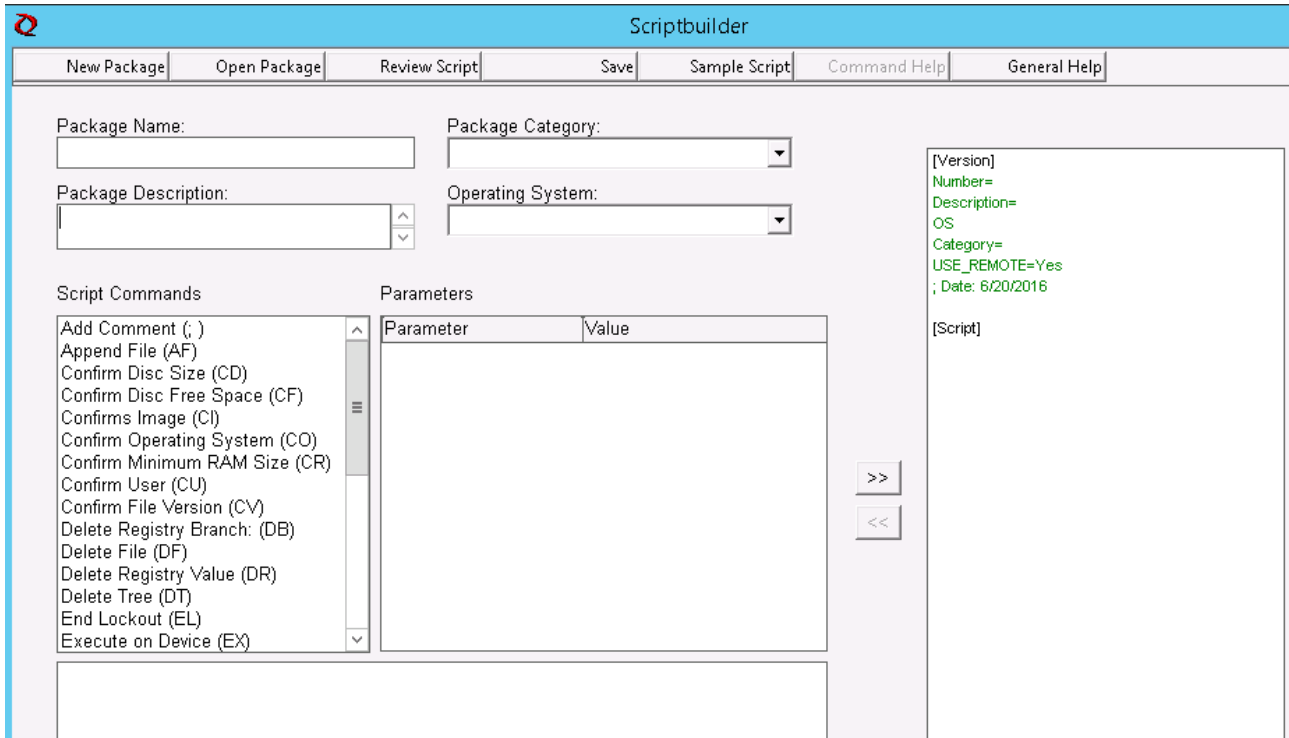 Scriptbuilder
New Package Open Package Review Script Save Sample Script Command Help General Help
Package Name:
Package Category:
Package Description:
Operating System:
Script Commands
Add Comment (; )
Append File (AF)
Confirm Disc Size (CD)
Confirm Disc Free Space (CF)
Confirms Image (CI)
Confirm Operating System (CO)
Confirm Minimum RAM Size (CR)
Confirm User (CU)
Confirm File Version (CV)
Delete Registry Branch: (DB)
Delete File (DF)
Delete Registry Value (DR)
Delete Tree (DT)
End Lockout (EL)
Execute on Device (EX)
Parameters
Parameter Value
>>
<<
[Version]
Number=
Description=
OS
Category=
USE_REMOTE=Yes
; Date: 6/20/2016
[Script]